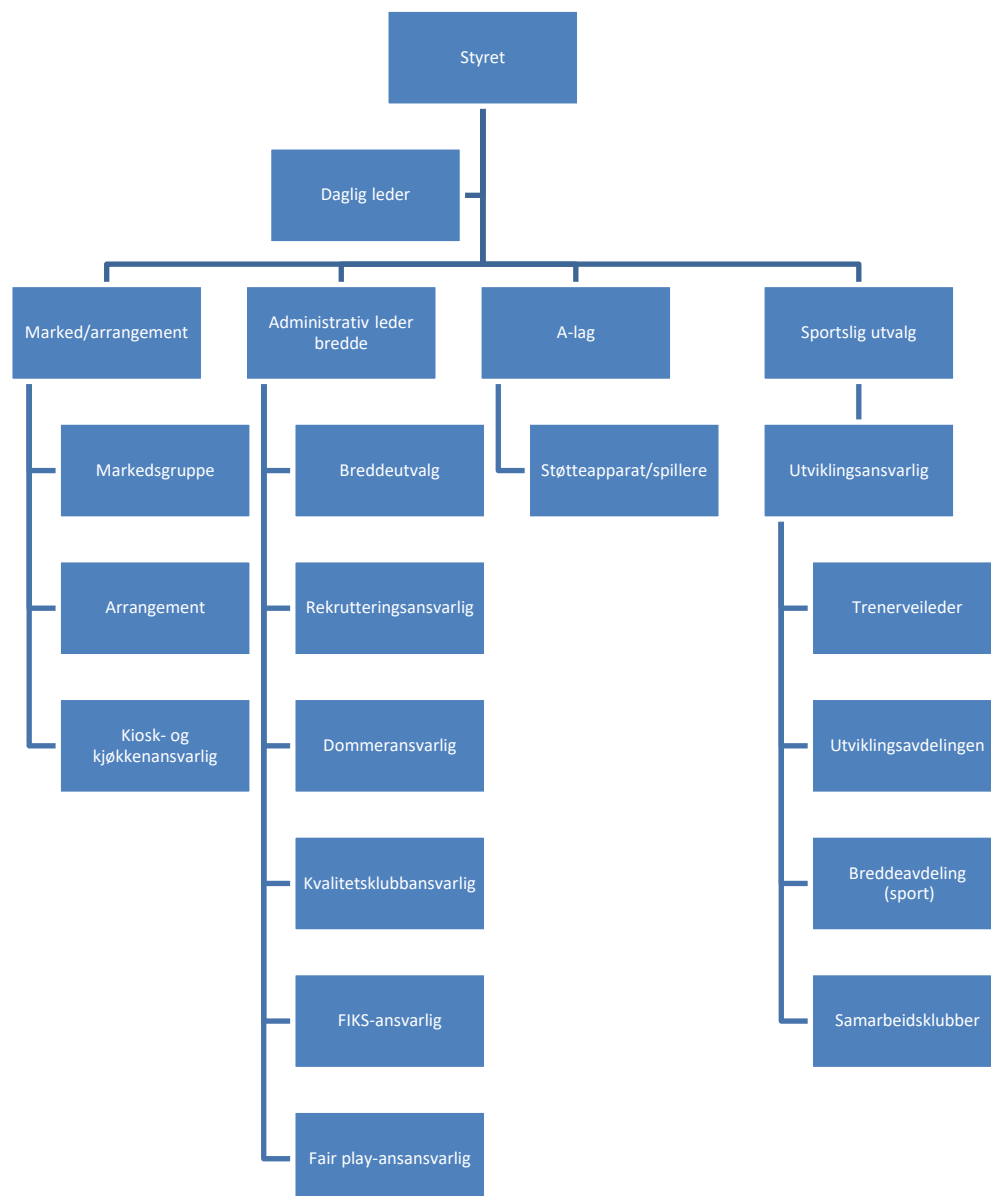 Styret
Daglig leder
Marked/arrangement
Administrativ leder
bredde
A-lag
Sportslig utvalg
Markedsgruppe
Breddeutvalg
Støtteapparat/spillere
Utviklingsansvarlig
Arrangement
Rekrutteringsansvarlig
Trenerveileder
Kiosk- og
kjøkkenansvarlig
Dommeransvarlig
Utviklingsavdelingen
Kvalitetsklubbansvarlig
Breddeavdeling
(sport)
FIKS-ansvarlig
Samarbeidsklubber
Fair play-ansansvarlig